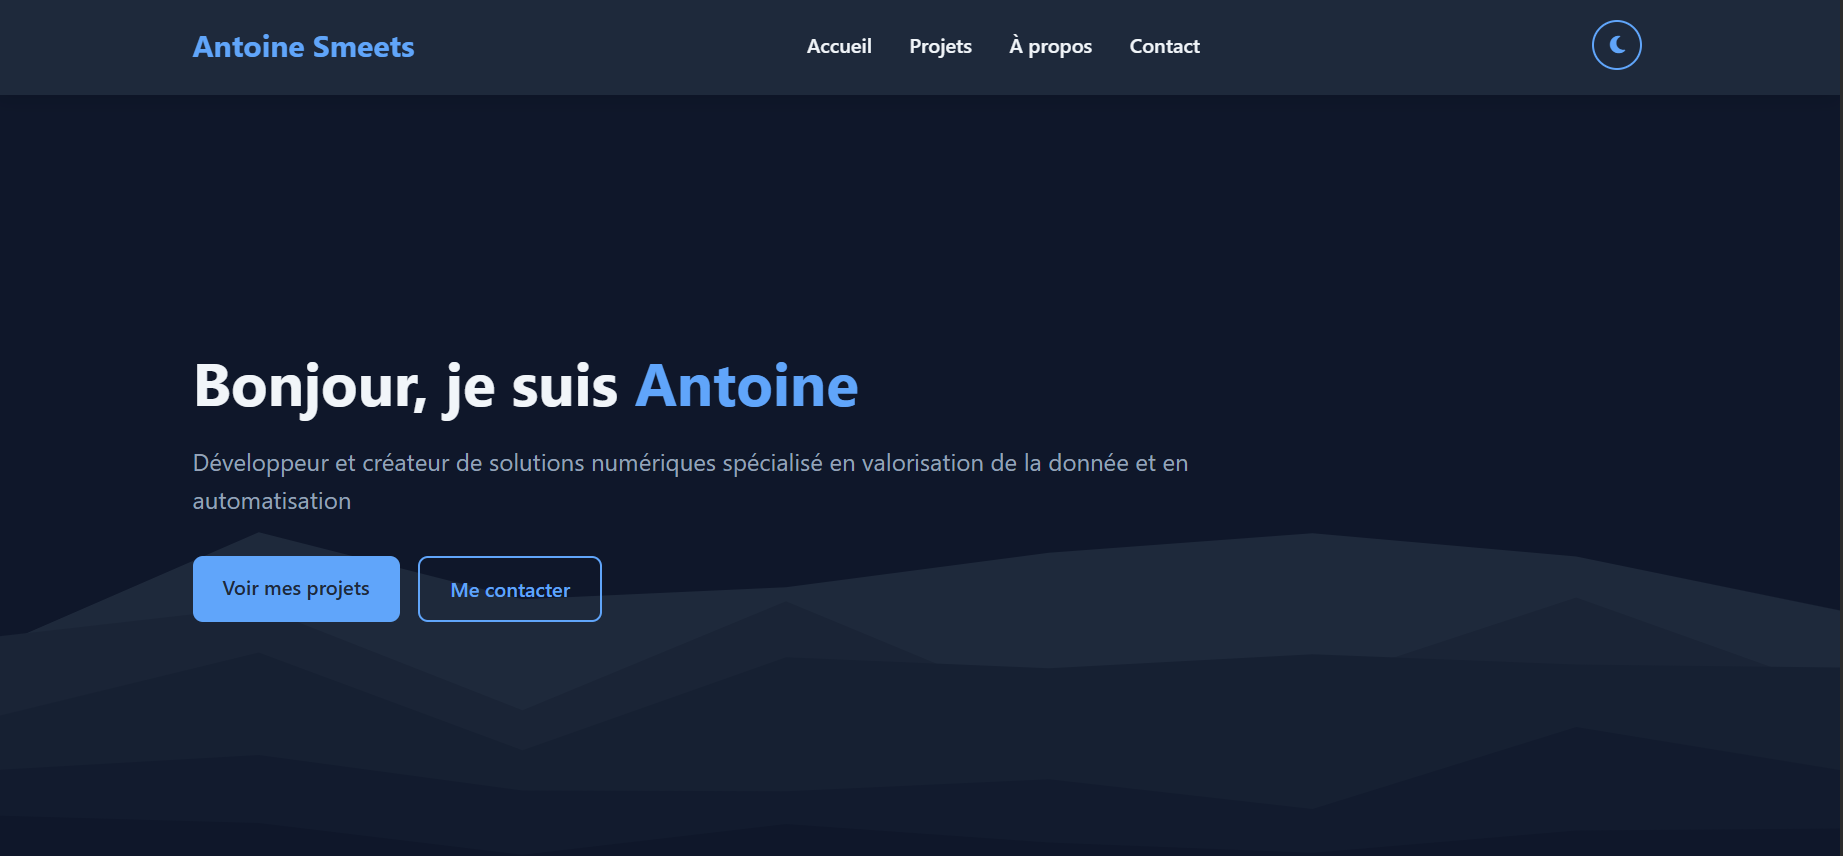 Antoine Smeets
Accueil Projets À propos Contact
Bonjour, je suis Antoine
Développeur et créateur de solutions numériques spécialisé en valorisation de la donnée et en
automatisation
Voir mes projets Me contacter